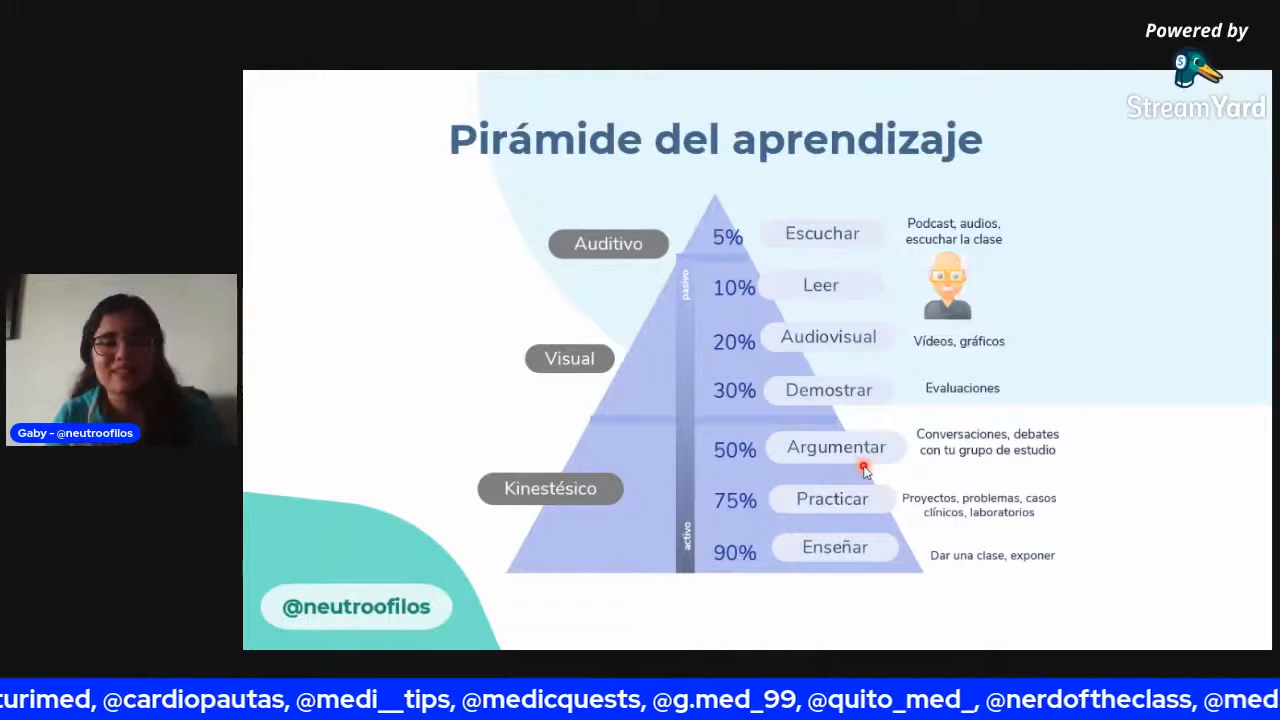 Powered by
StreamYard
Pirámide del aprendizaje
Auditivo
5%
Escuchar
Podcast, audios,
escuchar la clase
pasivo
10%
Leer
Visual
20%
Audiovisual
Vídeos, gráficos
30%
Demostrar
Evaluaciones
50%
Argumentar
Conversaciones, debates
con tu grupo de estudio
Kinestésico
75%
Practicar
Proyectos, problemas, casos
clínicos, laboratorios
activo
90%
Enseñar
Dar una clase, exponer
Gaby - @neutroofilos
@neutroofilos
turimed, @cardiopautas, @medi__tips, @medicquests, @g.med_99, @quito_med_, @nerdoftheclass, @med